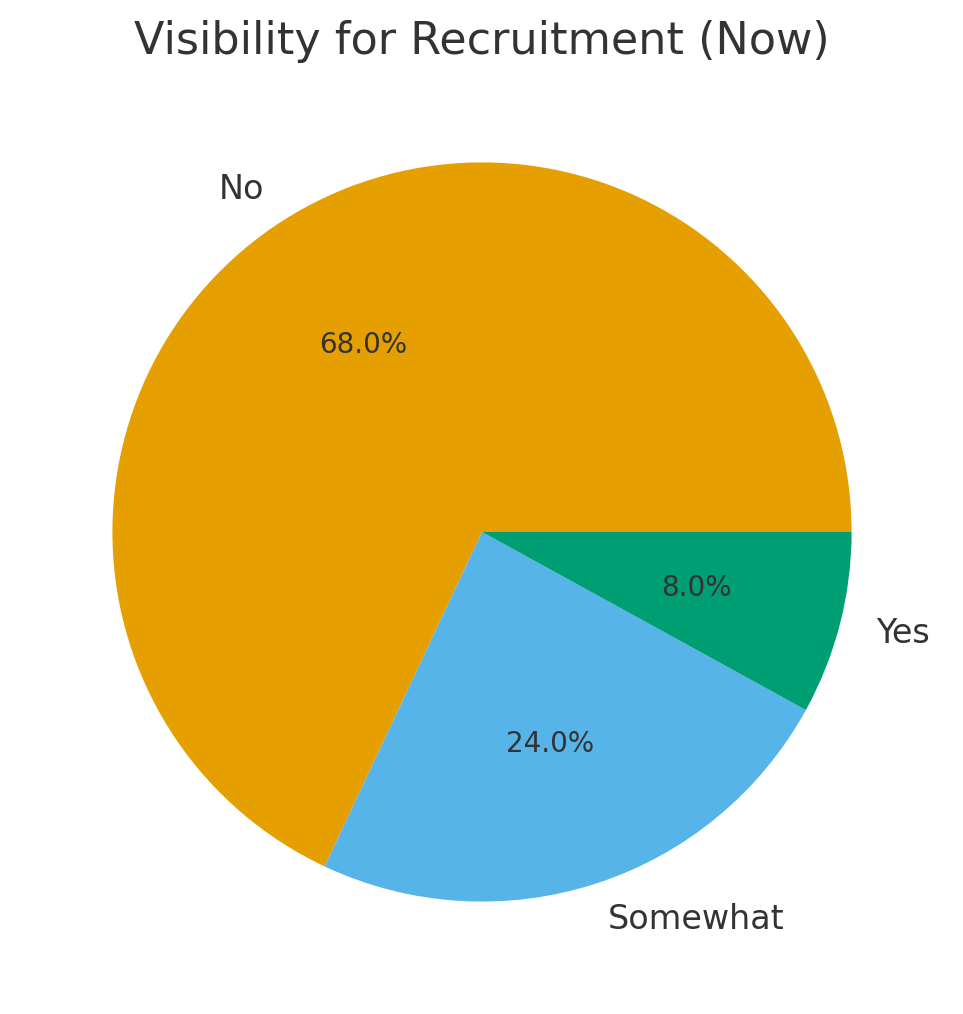 Visibility for Recruitment (Now)
No
68.0%
8.0%
Yes
24.0%
Somewhat